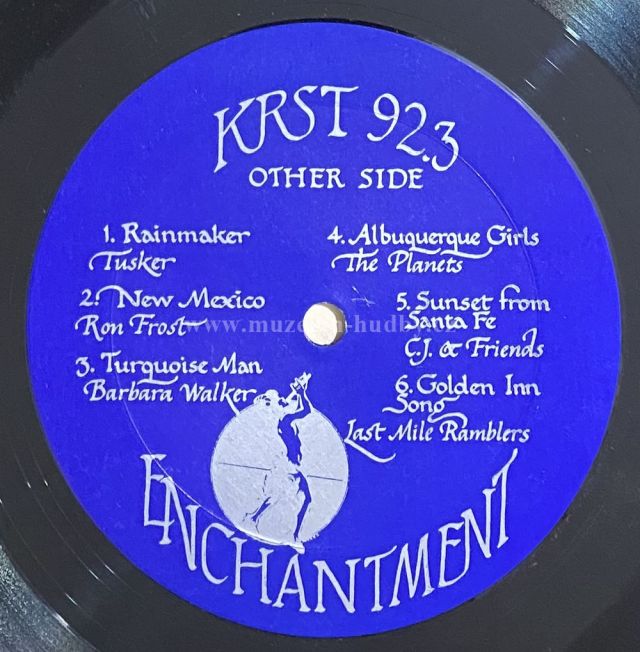 KRST 92.3
OTHER SIDE
1. Rainmaker
Tusker
2. New Mexico
Ron Frost
3. Turquoise Man
Barbara Walker
4. Albuquerque Girls
The Planets
5. Sunset from
Santa Fe
C.J. & Friends
6. Golden Inn
Song
Last Mile Ramblers
ENCHANTMENT